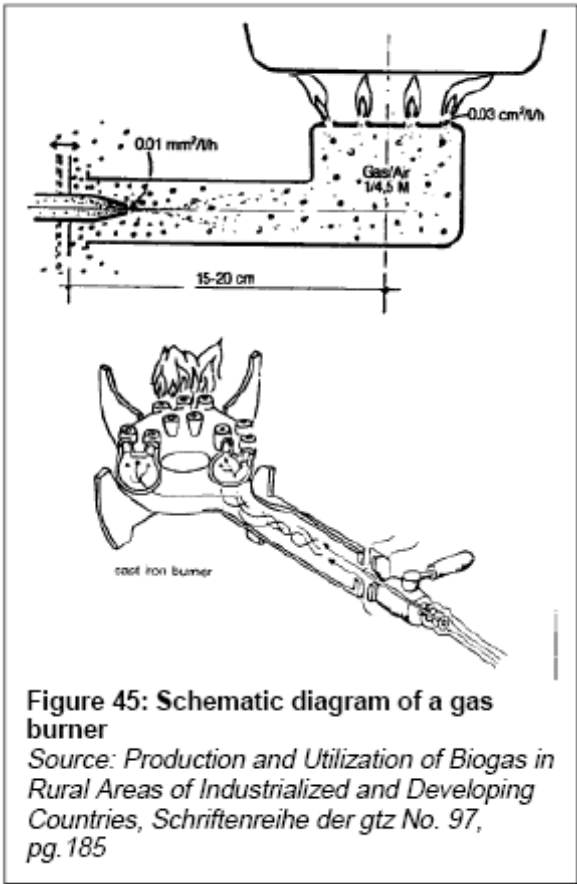 0.01 mm²/l/h
0.03 cm²/l/h
Gas/Air
1/4,5 M
15-20 cm
cast iron burner
Figure 45: Schematic diagram of a gas
burner
Source: Production and Utilization of Biogas in
Rural Areas of Industrialized and Developing
Countries, Schriftenreihe der gtz No. 97,
pg.185